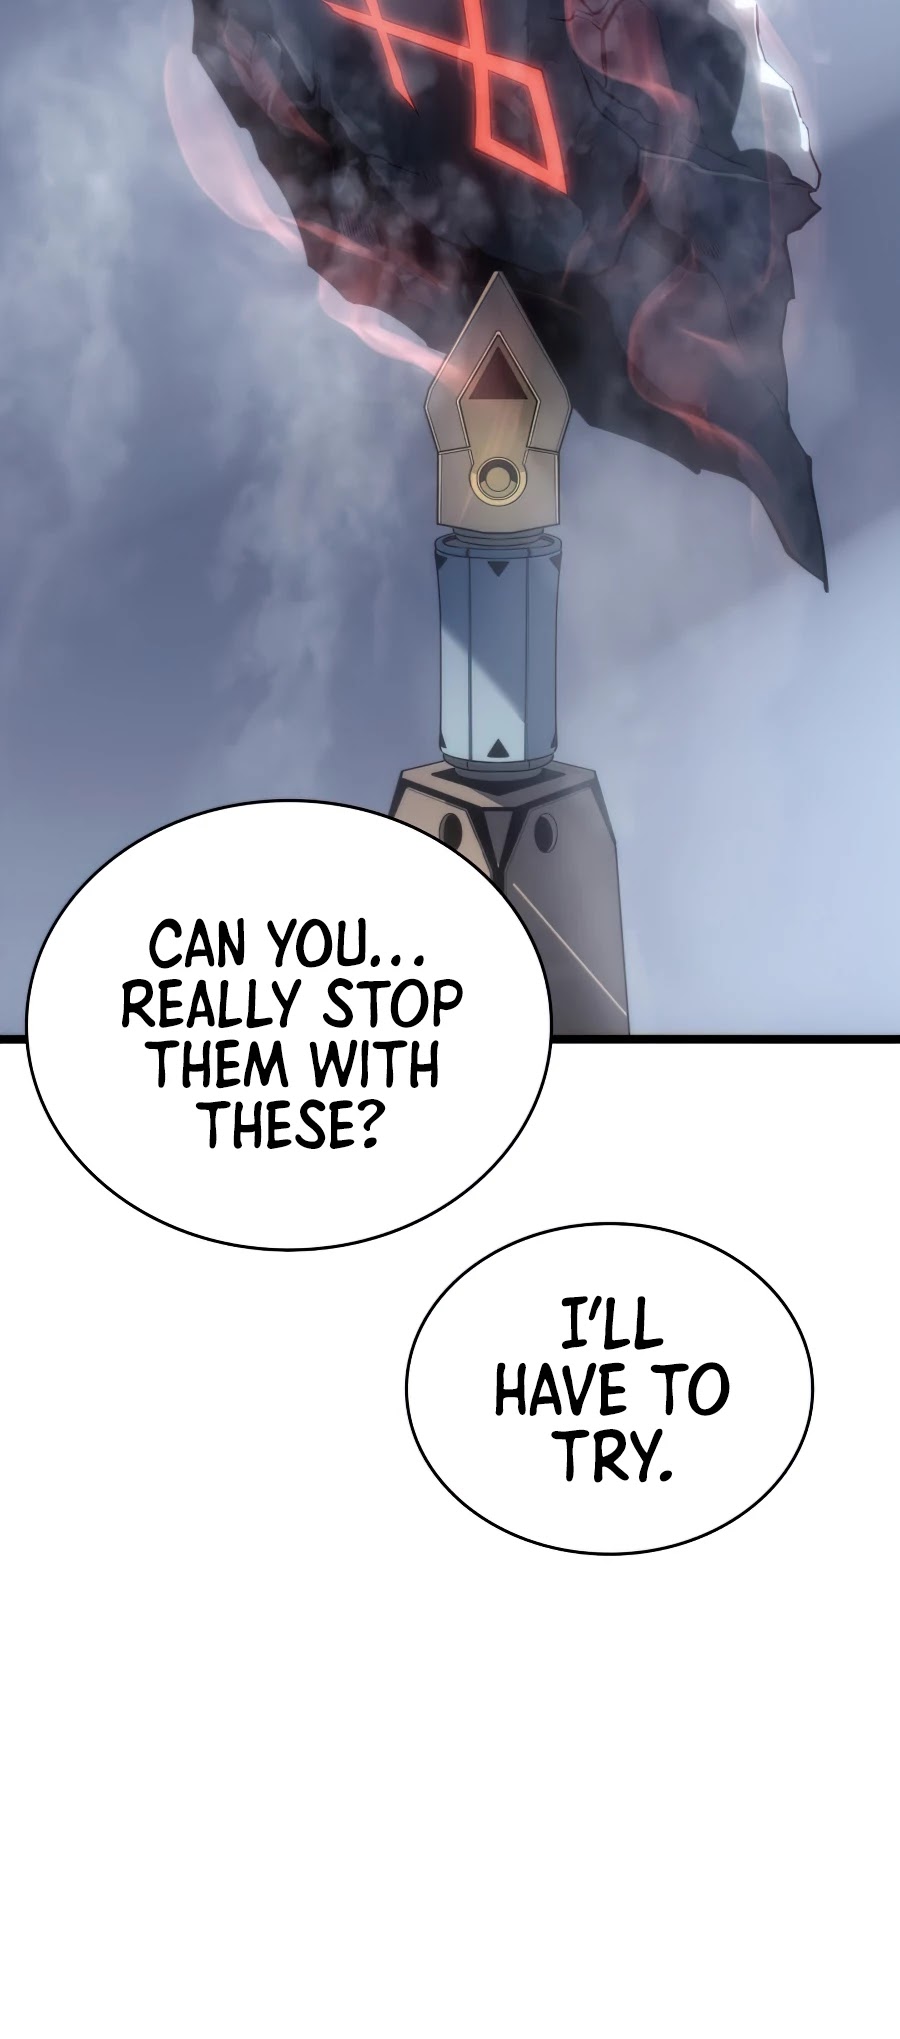 CAN YOU...
REALLY STOP
THEM WITH
THESE?
I'LL
HAVE TO
TRY.